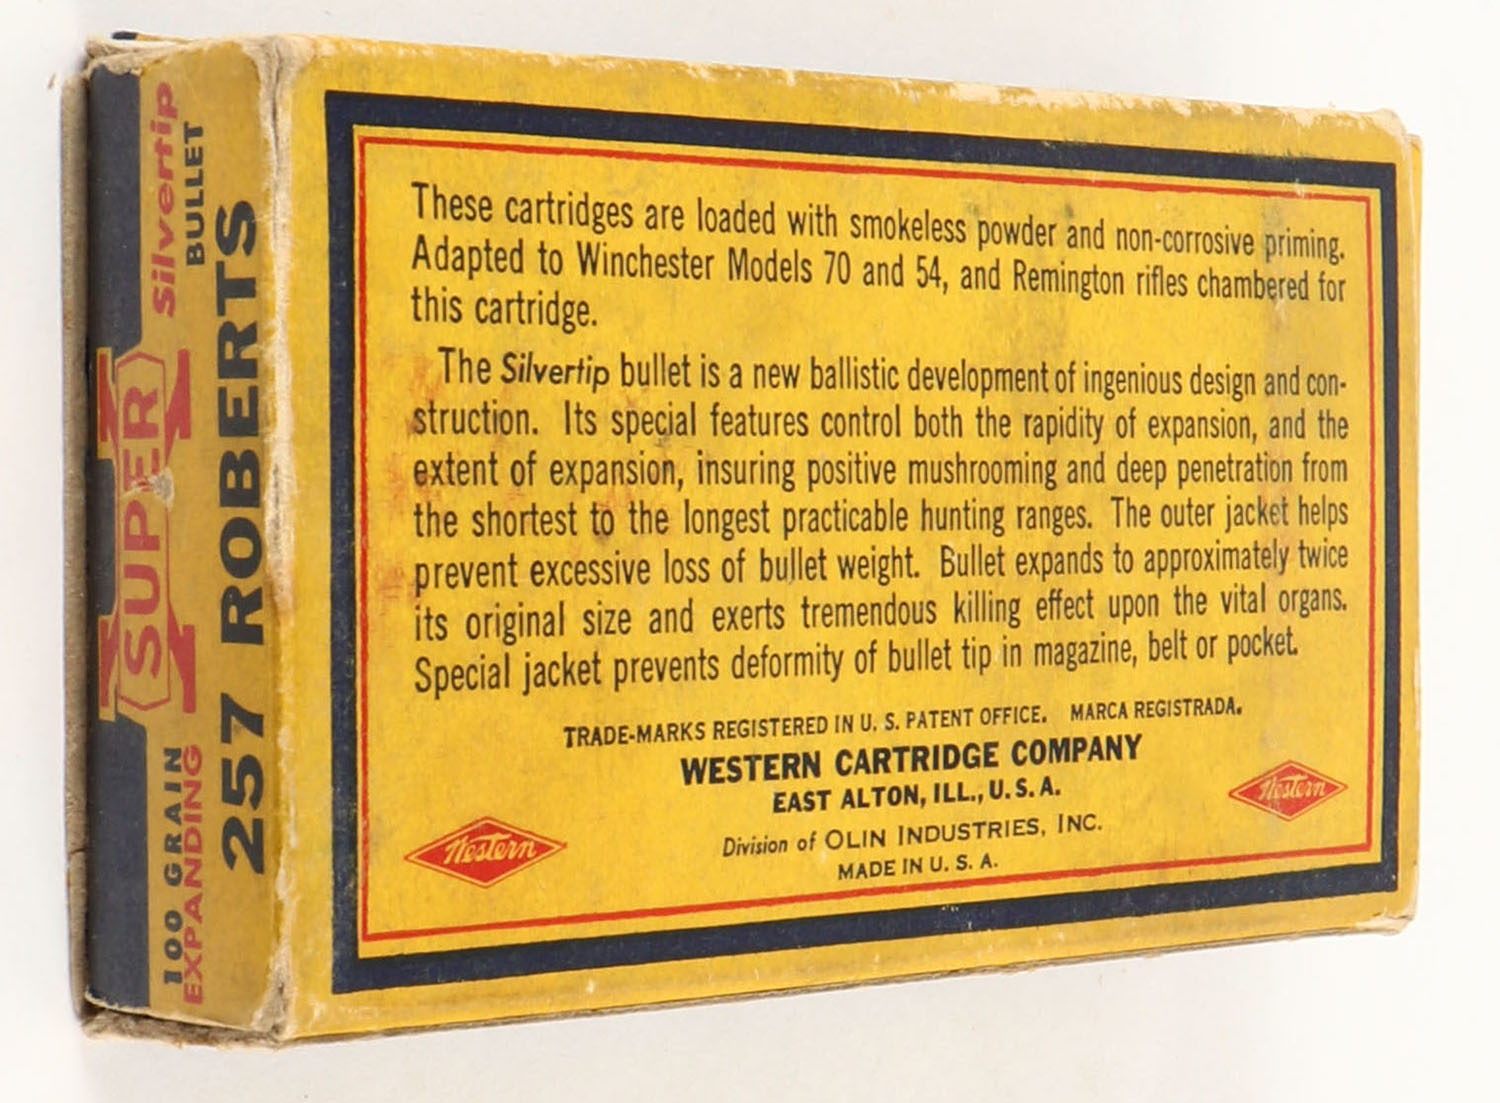 SUPER X
Silvertip
BULLET
100 GRAIN
EXPANDING
257 ROBERTS
These cartridges are loaded with smokeless powder and non-corrosive priming.
Adapted to Winchester Models 70 and 54, and Remington rifles chambered for
this cartridge.
The Silvertip bullet is a new ballistic development of ingenious design and con-
struction. Its special features control both the rapidity of expansion, and the
extent of expansion, insuring positive mushrooming and deep penetration from
the shortest to the longest practicable hunting ranges. The outer jacket helps
prevent excessive loss of bullet weight. Bullet expands to approximately twice
its original size and exerts tremendous killing effect upon the vital organs.
Special jacket prevents deformity of bullet tip in magazine, belt or pocket.
TRADE-MARKS REGISTERED IN U. S. PATENT OFFICE. MARCA REGISTRADA.
WESTERN CARTRIDGE COMPANY
EAST ALTON, ILL., U. S. A.
Division of OLIN INDUSTRIES, INC.
MADE IN U. S. A.
Western
Western